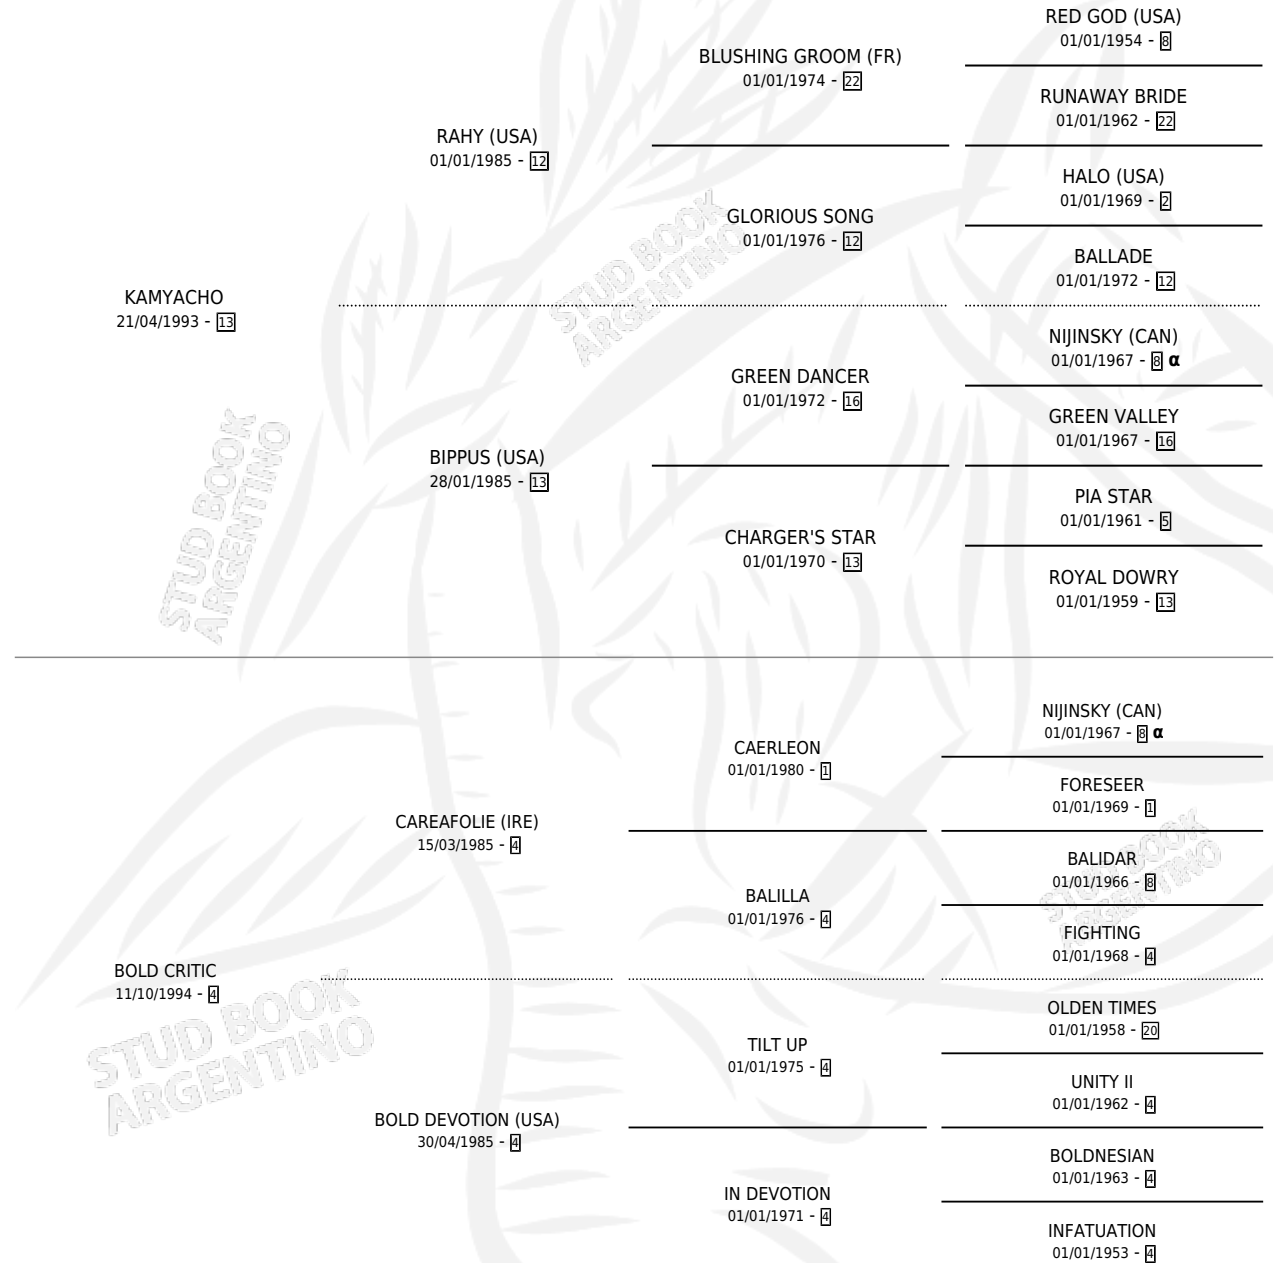 RED GOD (USA)
01/01/1954 - 8
BLUSHING GROOM (FR)
01/01/1974 - 22
RUNAWAY BRIDE
01/01/1962 - 22
RAHY (USA)
01/01/1985 - 12
HALO (USA)
01/01/1969 - 2
GLORIOUS SONG
01/01/1976 - 12
BALLADE
01/01/1972 - 12
KAMYACHO
21/04/1993 - 13
NIJINSKY (CAN)
01/01/1967 - 8 α
GREEN DANCER
01/01/1972 - 16
GREEN VALLEY
01/01/1967 - 16
BIPPUS (USA)
28/01/1985 - 13
PIA STAR
01/01/1961 - 5
CHARGER'S STAR
01/01/1970 - 13
ROYAL DOWRY
01/01/1959 - 13
NIJINSKY (CAN)
01/01/1967 - 8 α
CAERLEON
01/01/1980 - 1
FORESEER
01/01/1969 - 1
CAREAFOLIE (IRE)
15/03/1985 - 4
BALIDAR
01/01/1966 - 8
BALILLA
01/01/1976 - 4
FIGHTING
01/01/1968 - 4
BOLD CRITIC
11/10/1994 - 4
OLDEN TIMES
01/01/1958 - 20
TILT UP
01/01/1975 - 4
UNITY II
01/01/1962 - 4
BOLD DEVOTION (USA)
30/04/1985 - 4
BOLDNESIAN
01/01/1963 - 4
IN DEVOTION
01/01/1971 - 4
INFATUATION
01/01/1953 - 4
STUD BOOK
ARGENTINO
STUD BOOK
ARGENTINO
STUD BOOK
ARGENTINO
STUD BOOK
ARGENTINO